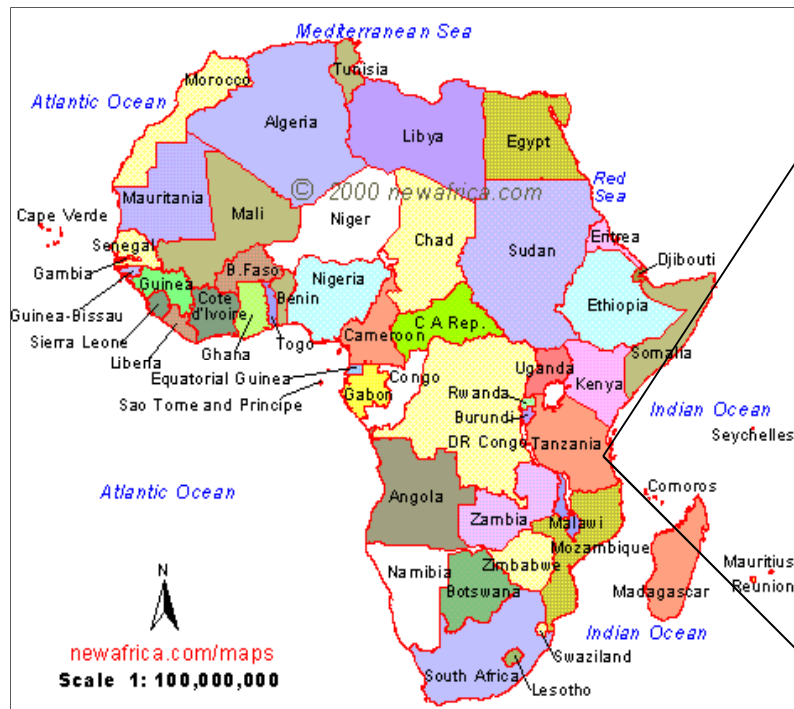 Mediterranean Sea
Tunisia
Morocco
Atlantic Ocean
Algeria
Libya
Egypt
© 2000 newafrica.com
Red
Sea
Mauritania
Mali
Niger
Cape Verde
Chad
Sudan
Eritrea
Senegal
Djibouti
Gambia
B.Faso
Nigeria
Guinea
Benin
Ethiopia
Guinea-Bissau
Cote
d'Ivoire
Sierra Leone
C A Rep.
Cameroon
Togo
Liberia
Ghana
Somalia
Equatorial Guinea
Congo
Uganda
Kenya
Gabon
Rwanda
Sao Tome and Principe
Indian Ocean
Burundi
Seychelles
DR Congo
Tanzania
Atlantic Ocean
Angola
Comoros
Zambia
Malawi
Mozambique
N
Namibia
Zimbabwe
Mauritius
Botswana
Madagascar
Reunion
Indian Ocean
newafrica.com/maps
Swaziland
Scale 1: 100,000,000
South Africa
Lesotho